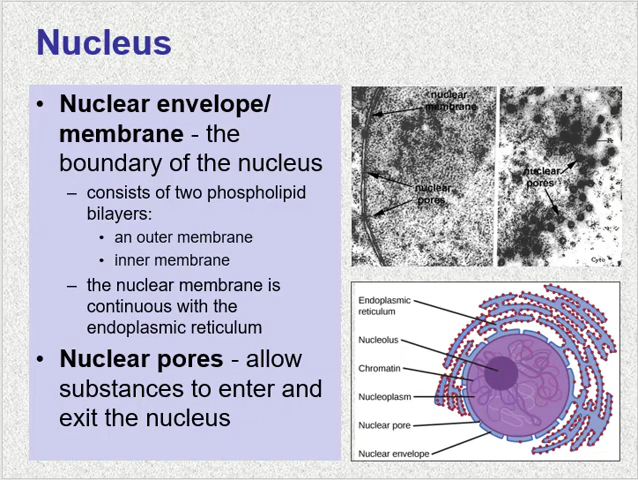 Nucleus
• Nuclear envelope/
membrane - the
boundary of the nucleus
– consists of two phospholipid
bilayers:
• an outer membrane
• inner membrane
– the nuclear membrane is
continuous with the
endoplasmic reticulum
• Nuclear pores - allow
substances to enter and
exit the nucleus
nuclear
membrane
nuclear
pores
nuclear
pores
Cyto
Endoplasmic
reticulum
Nucleolus
Chromatin
Nucleoplasm
Nuclear pore
Nuclear envelope